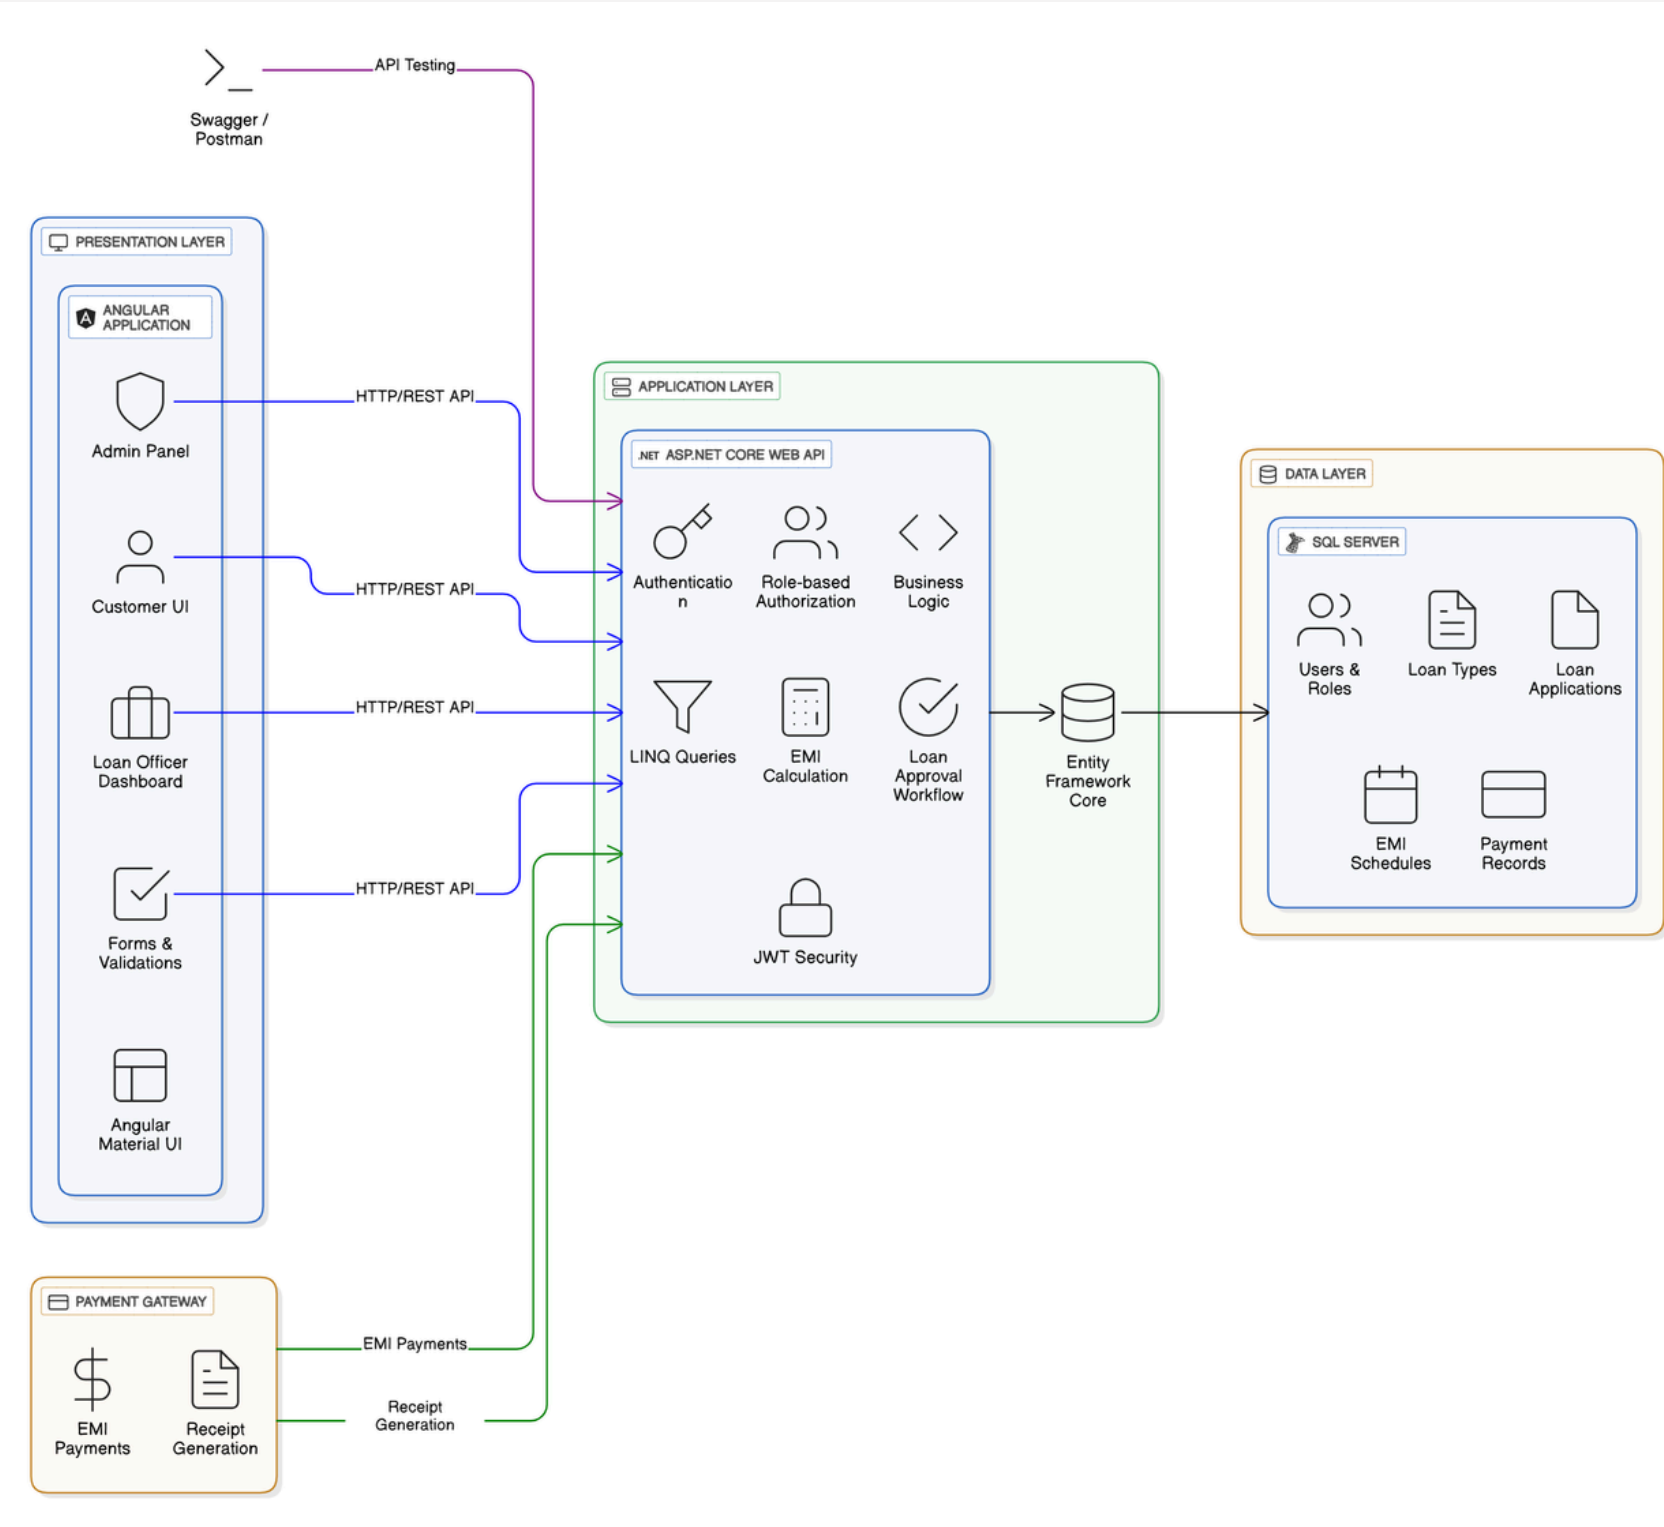 API Testing
Swagger /
Postman
PRESENTATION LAYER
ANGULAR
APPLICATION
Admin Panel
Customer UI
Loan Officer
Dashboard
Forms &
Validations
Angular
Material UI
HTTP/REST API
HTTP/REST API
HTTP/REST API
HTTP/REST API
APPLICATION LAYER
.NET ASP.NET CORE WEB API
Authenticatio
n
Role-based
Authorization
Business
Logic
LINQ Queries
EMI
Calculation
Loan
Approval
Workflow
JWT Security
Entity
Framework
Core
DATA LAYER
SQL SERVER
Users &
Roles
Loan Types
Loan
Applications
EMI
Schedules
Payment
Records
PAYMENT GATEWAY
EMI
Payments
Receipt
Generation
EMI Payments
Receipt
Generation